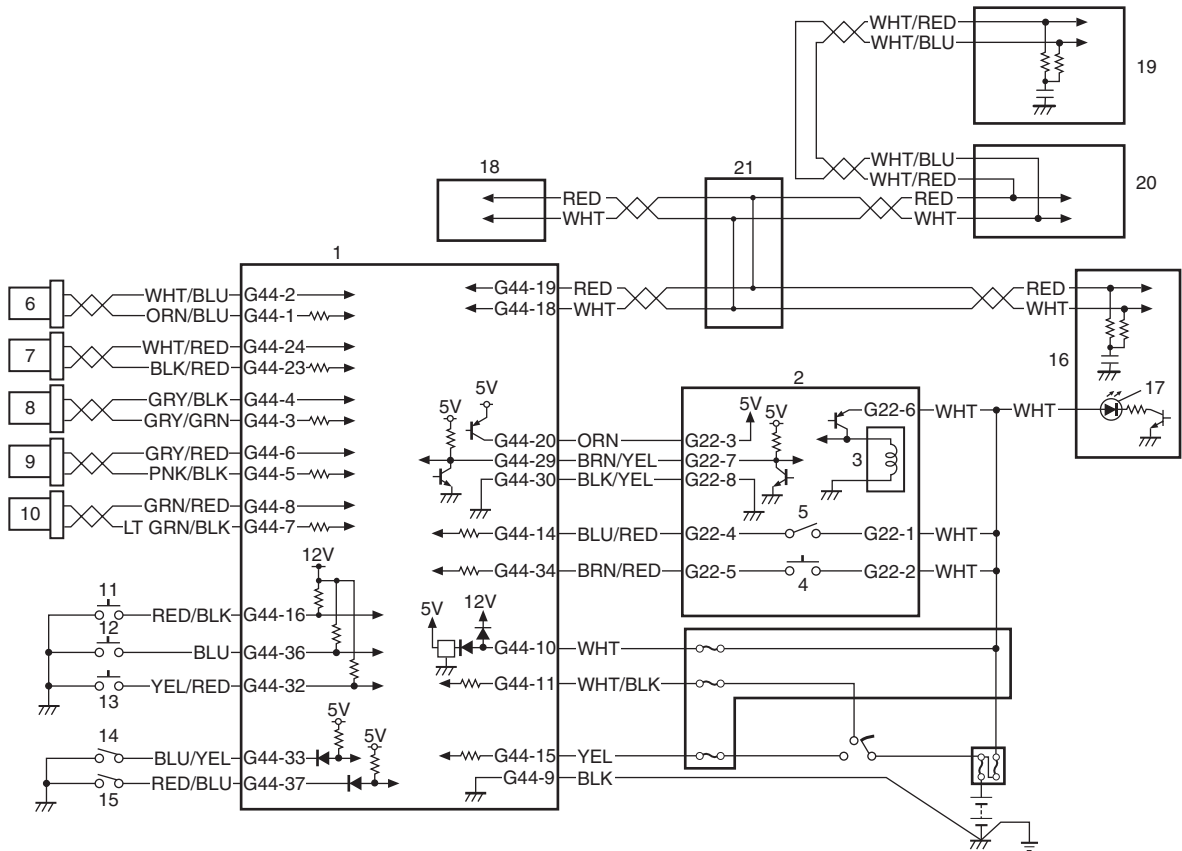 WHT/RED
WHT/BLU
19
WHT/BLU
WHT/RED
20
18
21
RED
RED
WHT
WHT
1
6
WHT/BLU G44-2
ORN/BLU G44-1
G44-19 RED
G44-18 WHT
RED
WHT
7
WHT/RED G44-24
BLK/RED G44-23
16
17
8
GRY/BLK G44-4
GRY/GRN G44-3
5V
5V
2
5V
5V
G22-6 WHT
WHT
G44-20 ORN G22-3
9
GRY/RED G44-6
PNK/BLK G44-5
G44-29 BRN/YEL G22-7
G44-30 BLK/YEL G22-8
3
10
GRN/RED G44-8
LT GRN/BLK G44-7
G44-14 BLU/RED G22-4
5
G22-1 WHT
12V
G44-34 BRN/RED G22-5
4
G22-2 WHT
11
RED/BLK G44-16
12
BLU G44-36
13
YEL/RED G44-32
5V
12V
G44-10 WHT
G44-11 WHT/BLK
5V
5V
14
BLU/YEL G44-33
15
RED/BLU G44-37
G44-15 YEL
G44-9 BLK